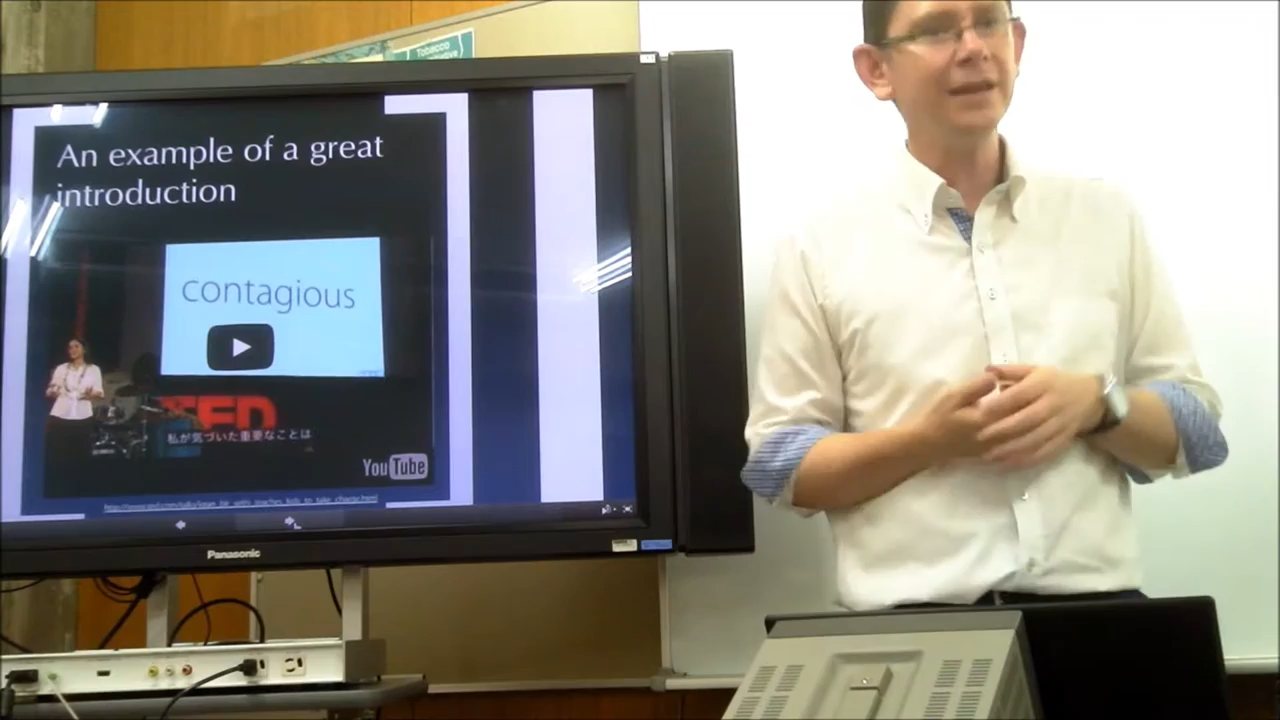 Tobacco
An example of a great
introduction
contagious
TED
私が気づいた重要なことは
YouTube
Panasonic